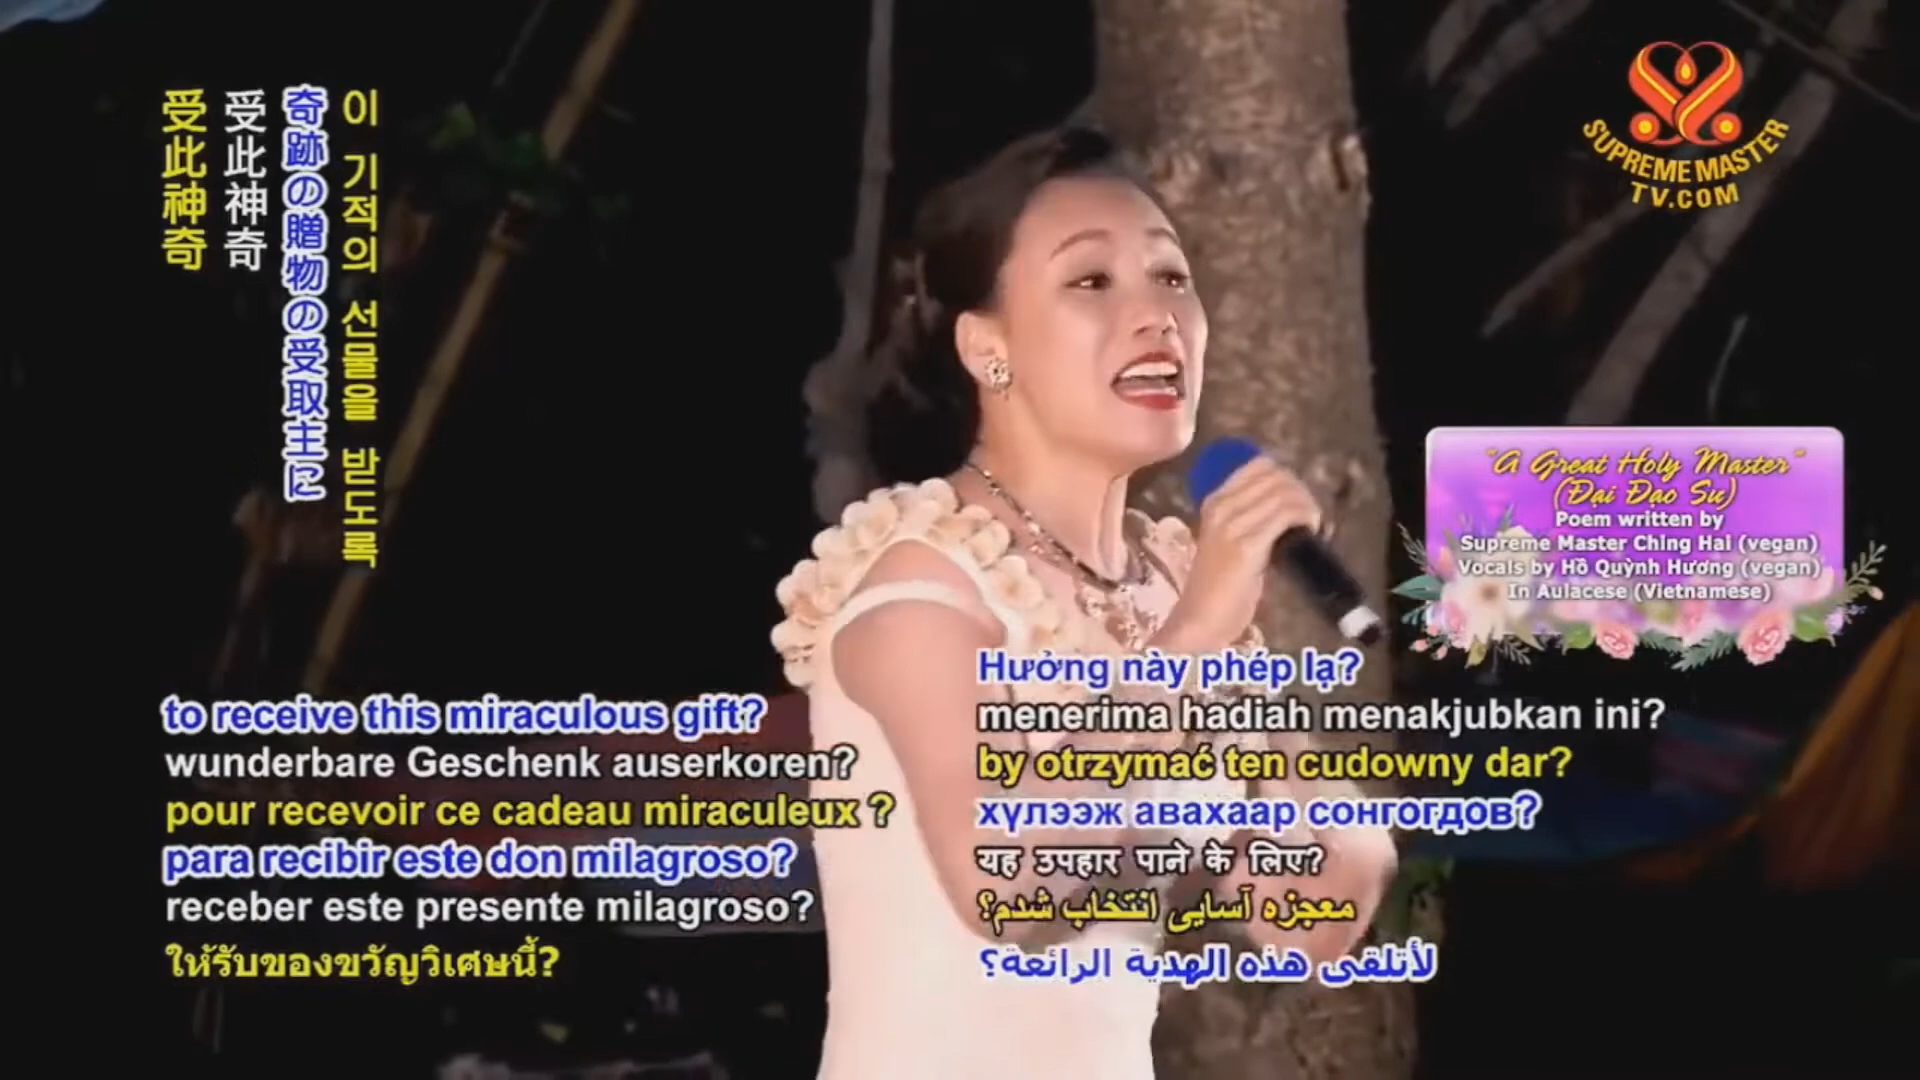 이 기적의 선물을 받도록
奇跡の贈物の受取主に
受此神奇
受此神奇
SUPREME MASTER
TV.COM
"A Great Holy Master"
(Đại Đạo Sư)
Poem written by
Supreme Master Ching Hai (vegan)
Vocals by Hồ Quỳnh Hương (vegan)
In Aulacese (Vietnamese)
to receive this miraculous gift?
wunderbare Geschenk auserkoren?
pour recevoir ce cadeau miraculeux ?
para recibir este don milagroso?
receber este presente milagroso?
ให้รับของขวัญวิเศษนี้?
Hưởng này phép lạ?
menerima hadiah menakjubkan ini?
by otrzymać ten cudowny dar?
хүлээж авахаар сонгогдов?
यह उपहार पाने के लिए?
معجزه آسایی انتخاب شدم؟
لأتلقى هذه الهدية الرائعة؟